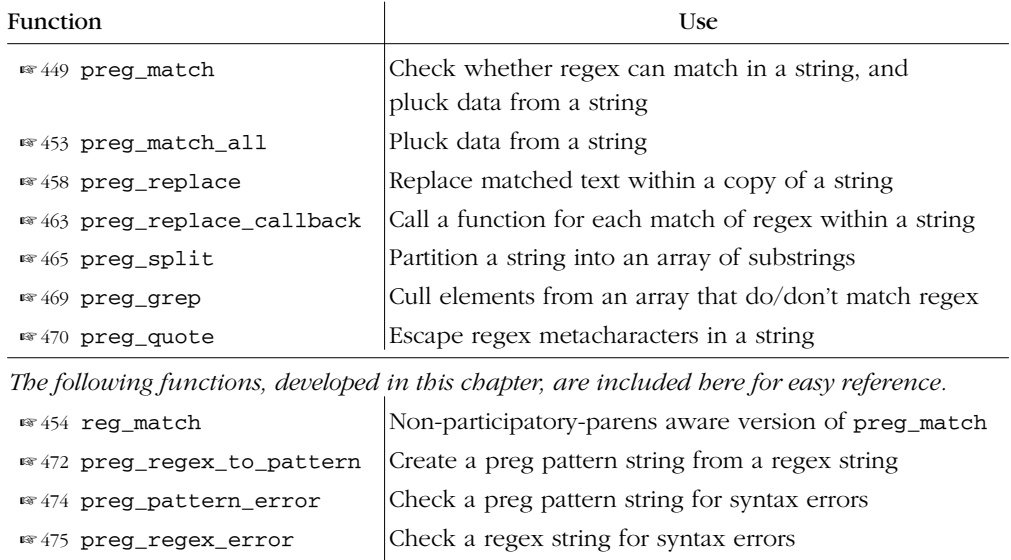 Function Use
☞ 449 preg_match Check whether regex can match in a string, and
pluck data from a string
☞ 453 preg_match_all Pluck data from a string
☞ 458 preg_replace Replace matched text within a copy of a string
☞ 463 preg_replace_callback Call a function for each match of regex within a string
☞ 465 preg_split Partition a string into an array of substrings
☞ 469 preg_grep Cull elements from an array that do/don't match regex
☞ 470 preg_quote Escape regex metacharacters in a string
The following functions, developed in this chapter, are included here for easy reference.
☞ 454 reg_match Non-participatory-parens aware version of preg_match
☞ 472 preg_regex_to_pattern Create a preg pattern string from a regex string
☞ 474 preg_pattern_error Check a preg pattern string for syntax errors
☞ 475 preg_regex_error Check a regex string for syntax errors